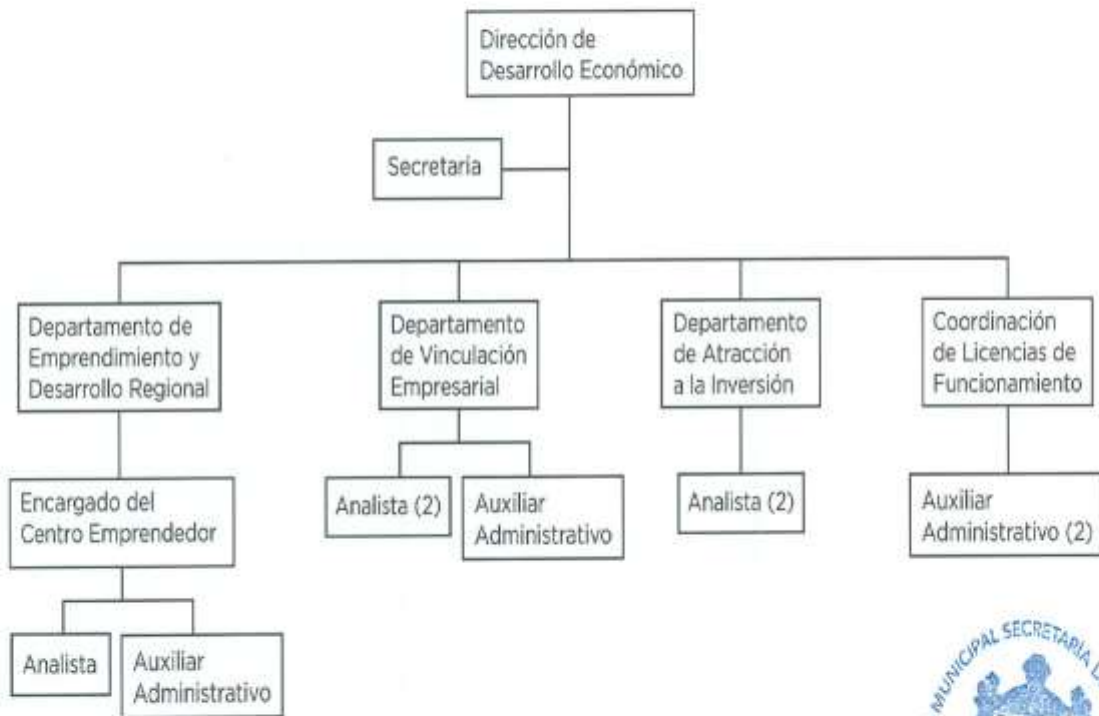 Dirección de
Desarrollo Económico
Secretaria
Departamento de
Emprendimiento y
Desarrollo Regional
Departamento
de Vinculación
Empresarial
Departamento
de Atracción
a la Inversión
Coordinación
de Licencias de
Funcionamiento
Encargado del
Centro Emprendedor
Analista (2)
Auxiliar
Administrativo
Analista (2)
Auxiliar
Administrativo (2)
Analista
Auxiliar
Administrativo
MUNICIPAL SECRETARÍA